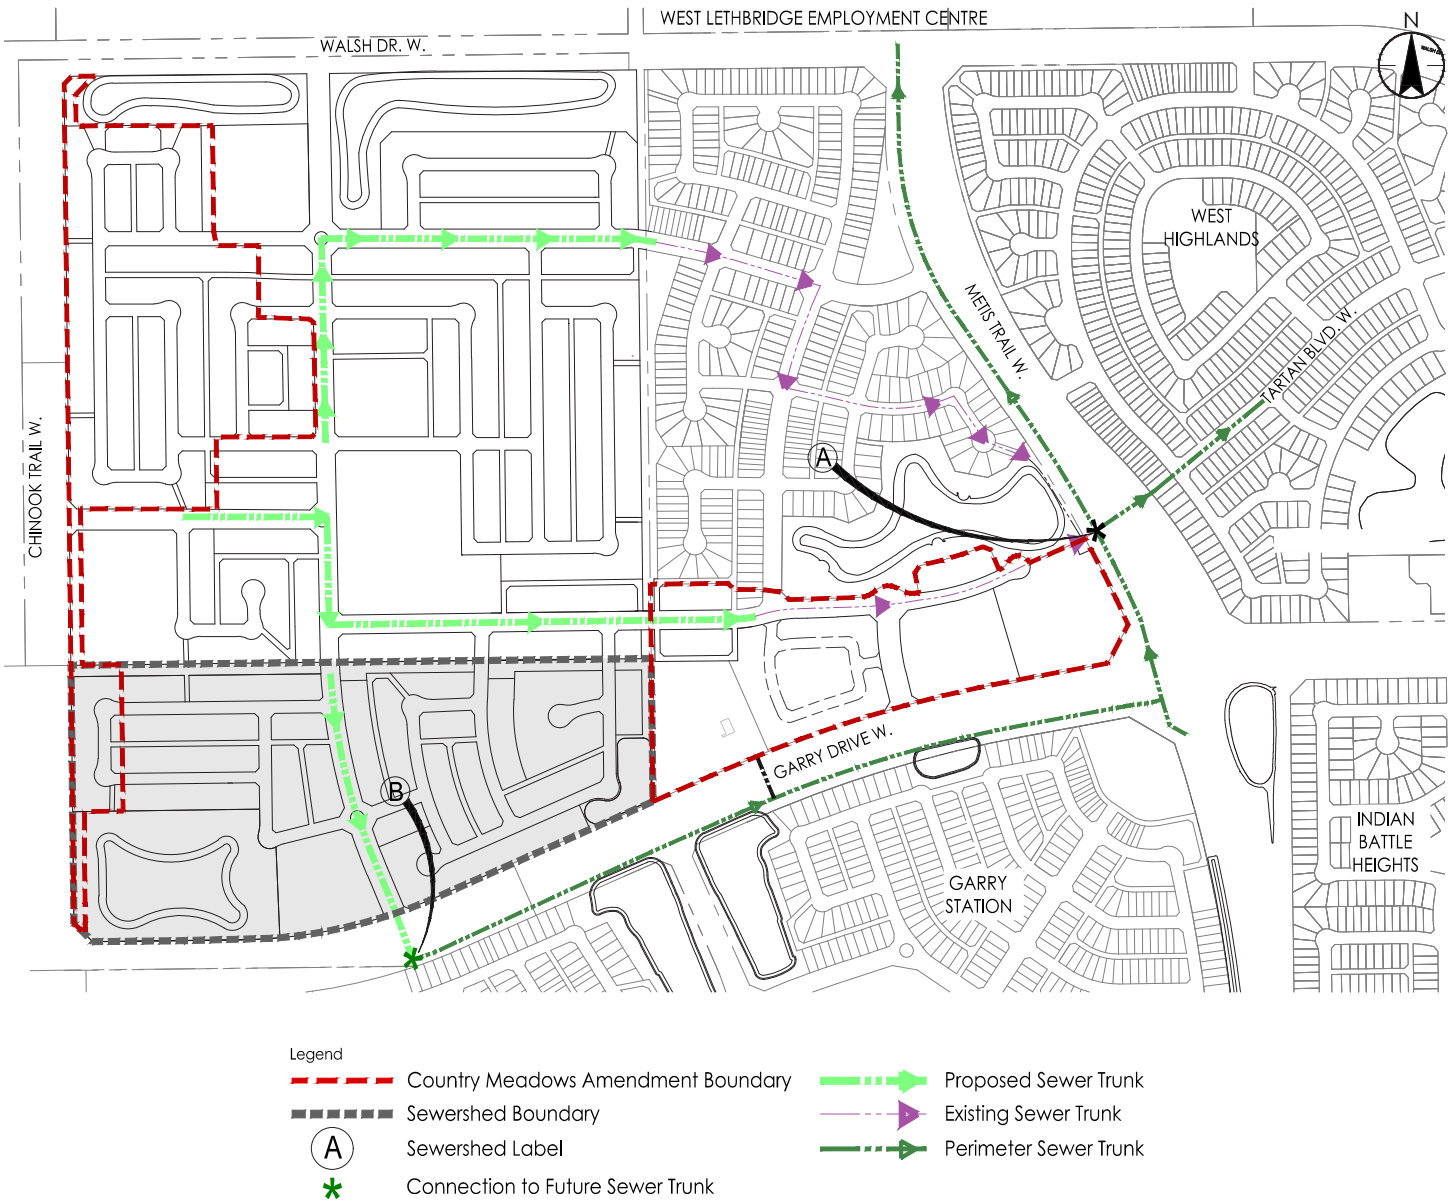 WEST LETHBRIDGE EMPLOYMENT CENTRE
N
WALSH DR. W.
WEST
HIGHLANDS
METIS TRAIL W.
TARTAN BLVD. W.
CHINOOK TRAIL W.
A
GARRY DRIVE W.
B
INDIAN
BATTLE
HEIGHTS
GARRY
STATION
Legend
Country Meadows Amendment Boundary
Sewershed Boundary
A Sewershed Label
Connection to Future Sewer Trunk
Proposed Sewer Trunk
Existing Sewer Trunk
Perimeter Sewer Trunk